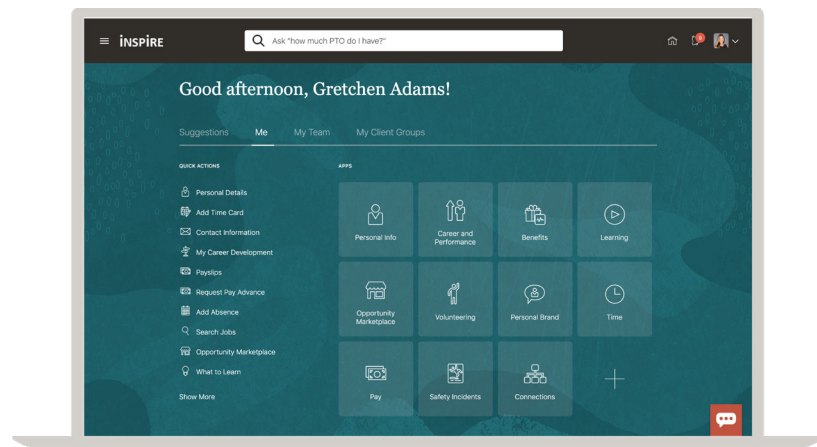 İNSPİRE
Ask "how much PTO do I have?"
Good afternoon, Gretchen Adams!
Suggestions
Me
My Team
My Client Groups
QUICK ACTIONS
Personal Details
Add Time Card
Contact Information
My Career Development
Payslips
Request Pay Advance
Add Absence
Search Jobs
Opportunity Marketplace
What to Learn
Show More
APPS
Personal Info
Career and
Performance
Benefits
Learning
Opportunity
Marketplace
Volunteering
Personal Brand
Time
Pay
Safety Incidents
Connections